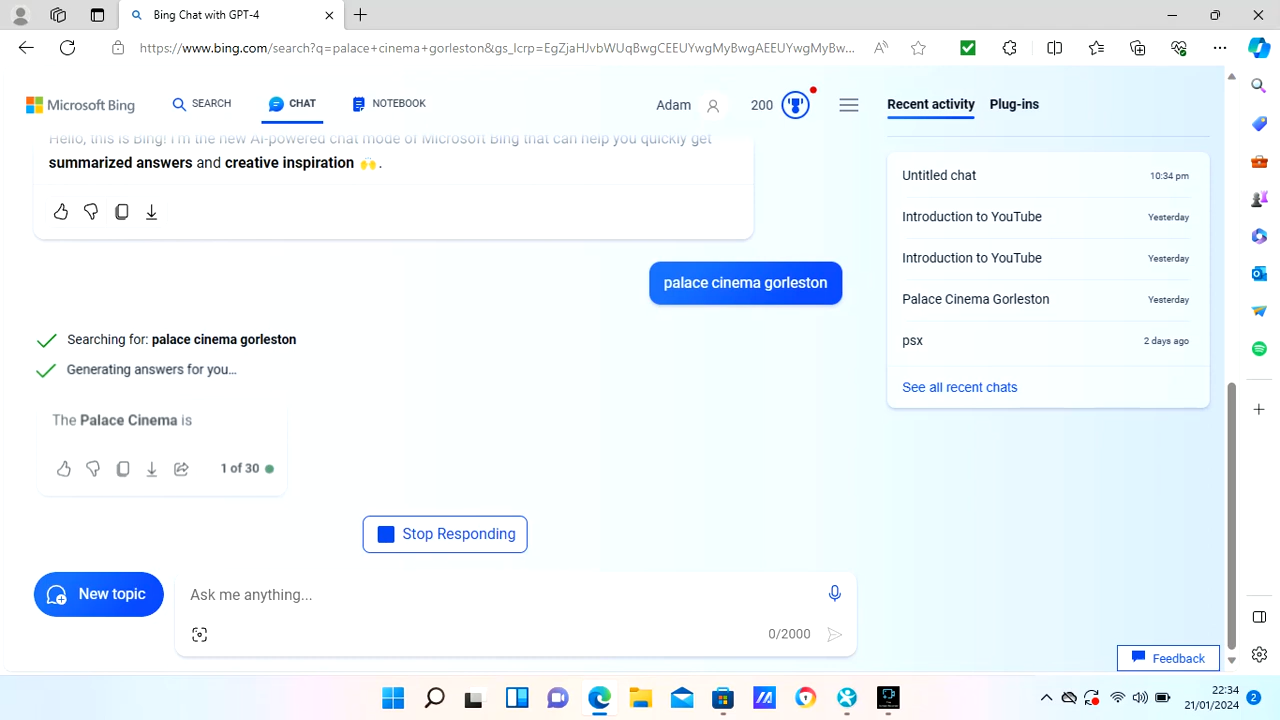 Bing Chat with GPT-4
https://www.bing.com/search?q=palace+cinema+gorleston&gs_lcrp=EgZjaHJvbWUqBwgCEEUYwgMyBwgAEEUYwgMyBw...
Microsoft Bing
SEARCH
CHAT
NOTEBOOK
Adam
200
Recent activity
Plug-ins
Hello, this is Bing! I'm the new AI-powered chat mode of Microsoft Bing that can help you quickly get
summarized answers and creative inspiration 🙌.
Untitled chat 10:34 pm
Introduction to YouTube Yesterday
Introduction to YouTube Yesterday
Palace Cinema Gorleston Yesterday
psx 2 days ago
See all recent chats
palace cinema gorleston
Searching for: palace cinema gorleston
Generating answers for you...
The Palace Cinema is
1 of 30
Stop Responding
New topic
Ask me anything...
0/2000
Feedback
22:34
21/01/2024
2